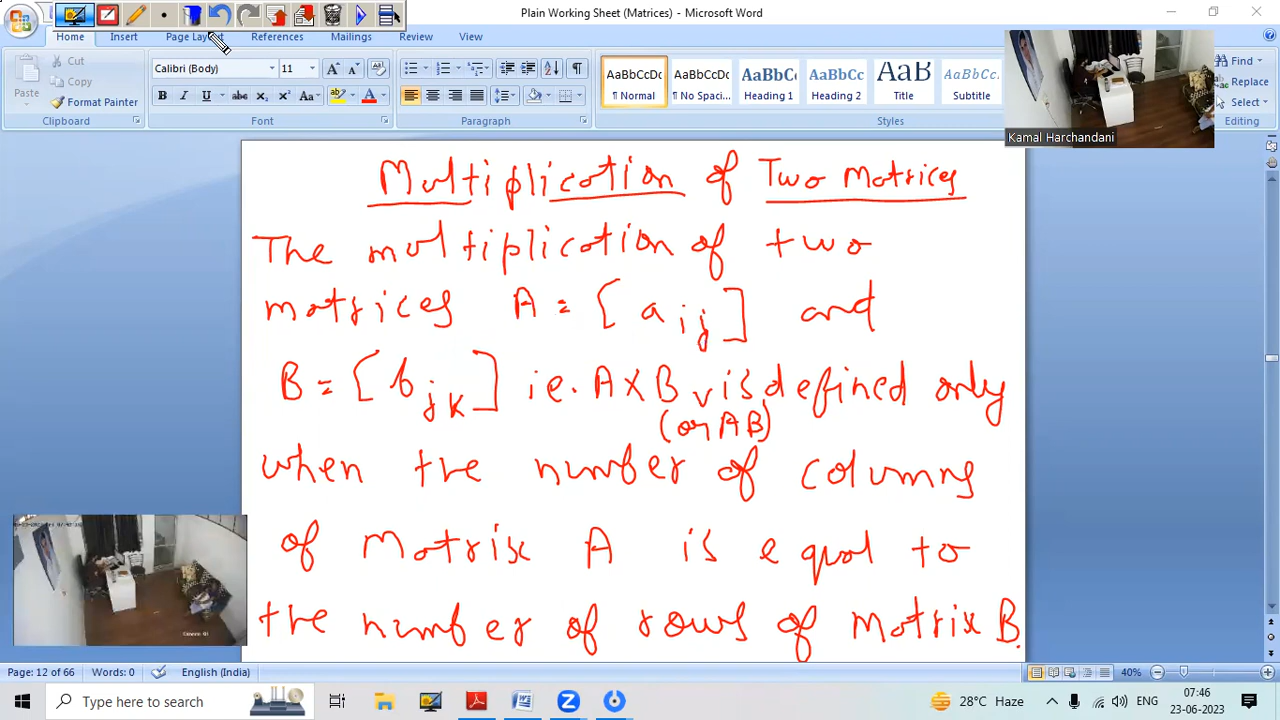 Plain Working Sheet (Matrices) - Microsoft Word
Home Insert Page Layout References Mailings Review View
Cut
Copy
Format Painter
Paste
Clipboard
Calibri (Body) 11
Font
Paragraph
AaBbCcDc AaBbCcDc AaBbC AaBbCc AaBbC AaBbCc
¶ Normal ¶ No Spaci... Heading 1 Heading 2 Title Subtitle
Styles
Find
Replace
Select
Editing
Kamal Harchandani
Multiplication of Two Matrices
The multiplication of two
matrices A = [aij] and
B = [bjk] ie. A X B is defined only
(or AB)
when the number of columns
of Matrix A is equal to
the number of rows of Matrix B.
Page: 12 of 66 Words: 0 English (India) 40%
Type here to search
28°C Haze ENG 07:46
23-06-2023